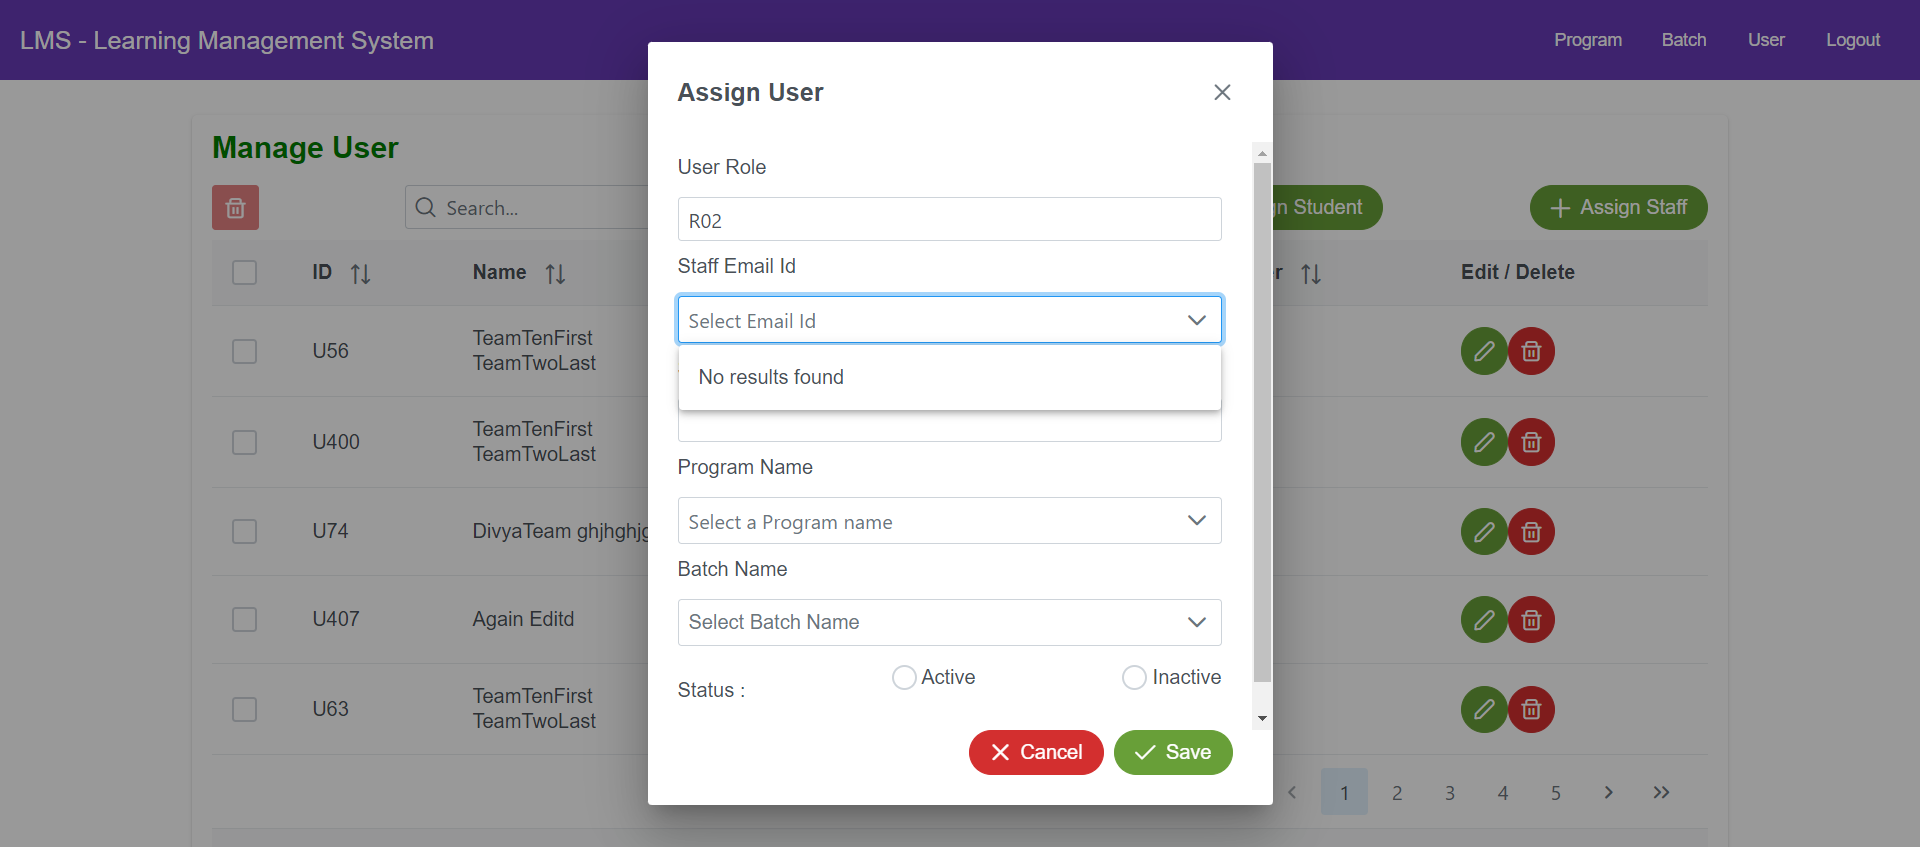 LMS - Learning Management System
Program
Batch
User
Logout
Assign User
Manage User
User Role
Search...
R02
Student
Assign Staff
Staff Email Id
ID
Name
Edit / Delete
Select Email Id
No results found
U56
TeamTenFirst
TeamTwoLast
U400
TeamTenFirst
TeamTwoLast
Program Name
Select a Program name
U74
DivyaTeam
Batch Name
Select Batch Name
U407
Again Editd
Status :
Active
Inactive
U63
TeamTenFirst
TeamTwoLast
Cancel
Save
1
2
3
4
5